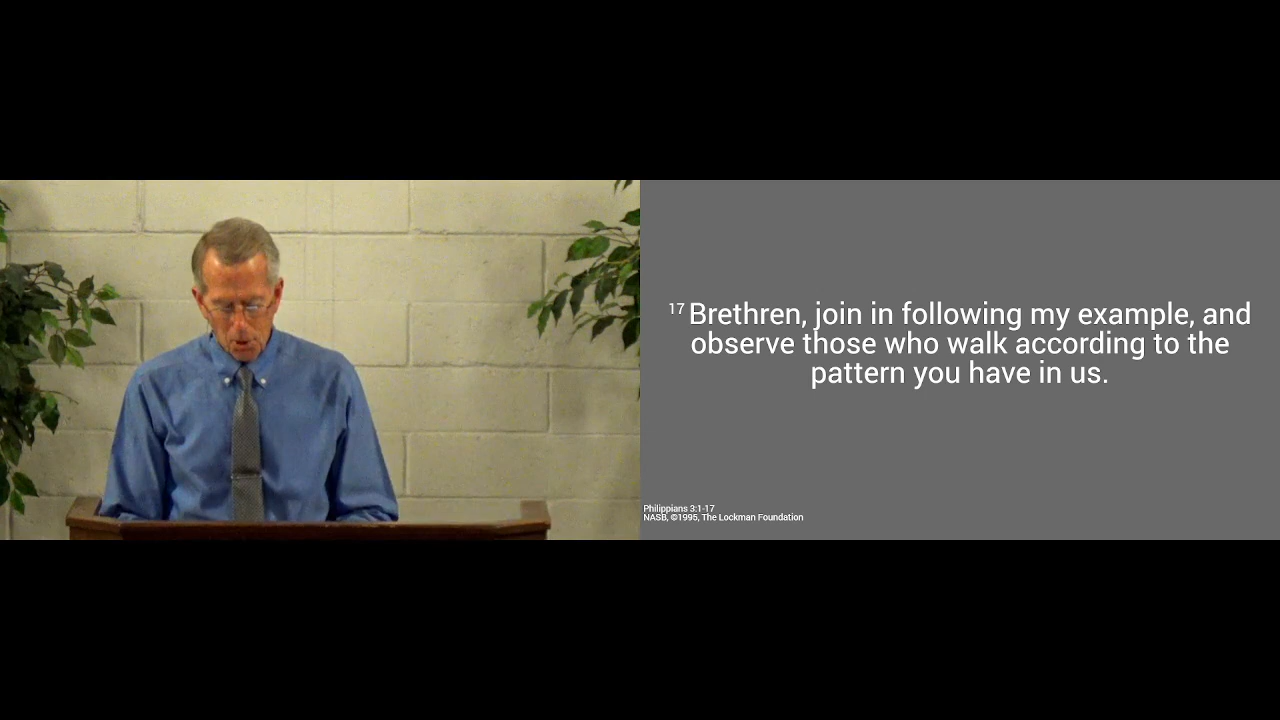 17 Brethren, join in following my example, and
observe those who walk according to the
pattern you have in us.
Philippians 3:1-17
NASB, ©1995, The Lockman Foundation